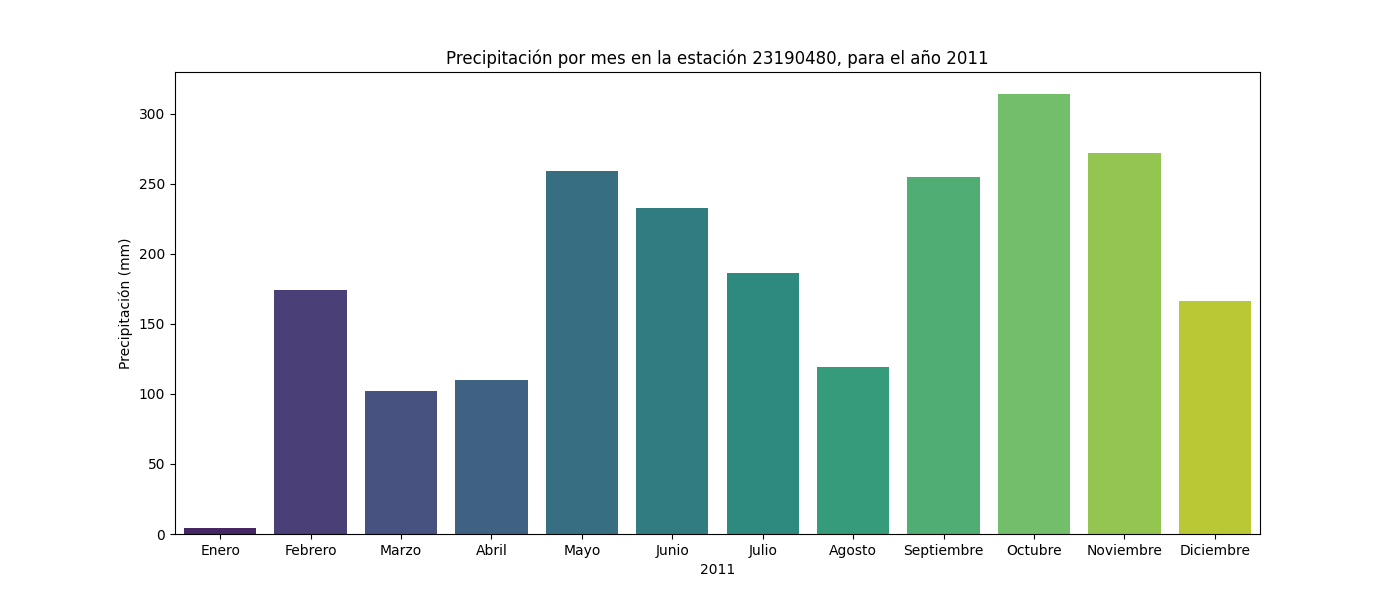 Precipitación por mes en la estación 23190480, para el año 2011
Precipitación (mm)
300
250
200
150
100
50
0
Enero Febrero Marzo Abril Mayo Junio Julio Agosto Septiembre Octubre Noviembre Diciembre
2011